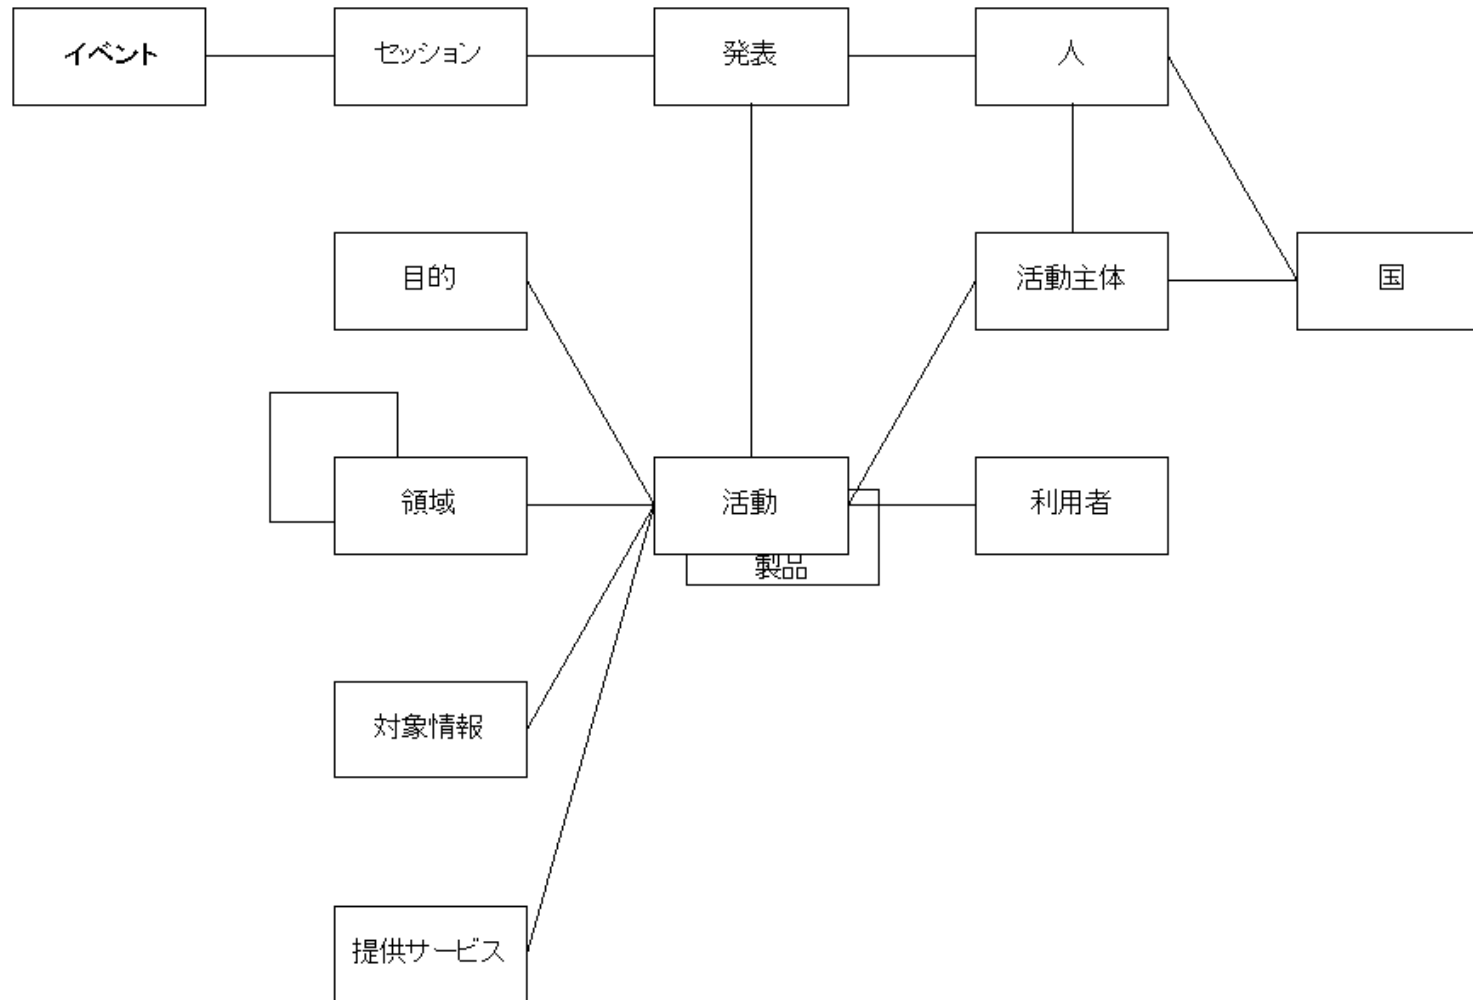 イベント
セッション
発表
人
目的
活動主体
国
領域
活動
利用者
製品
対象情報
提供サービス